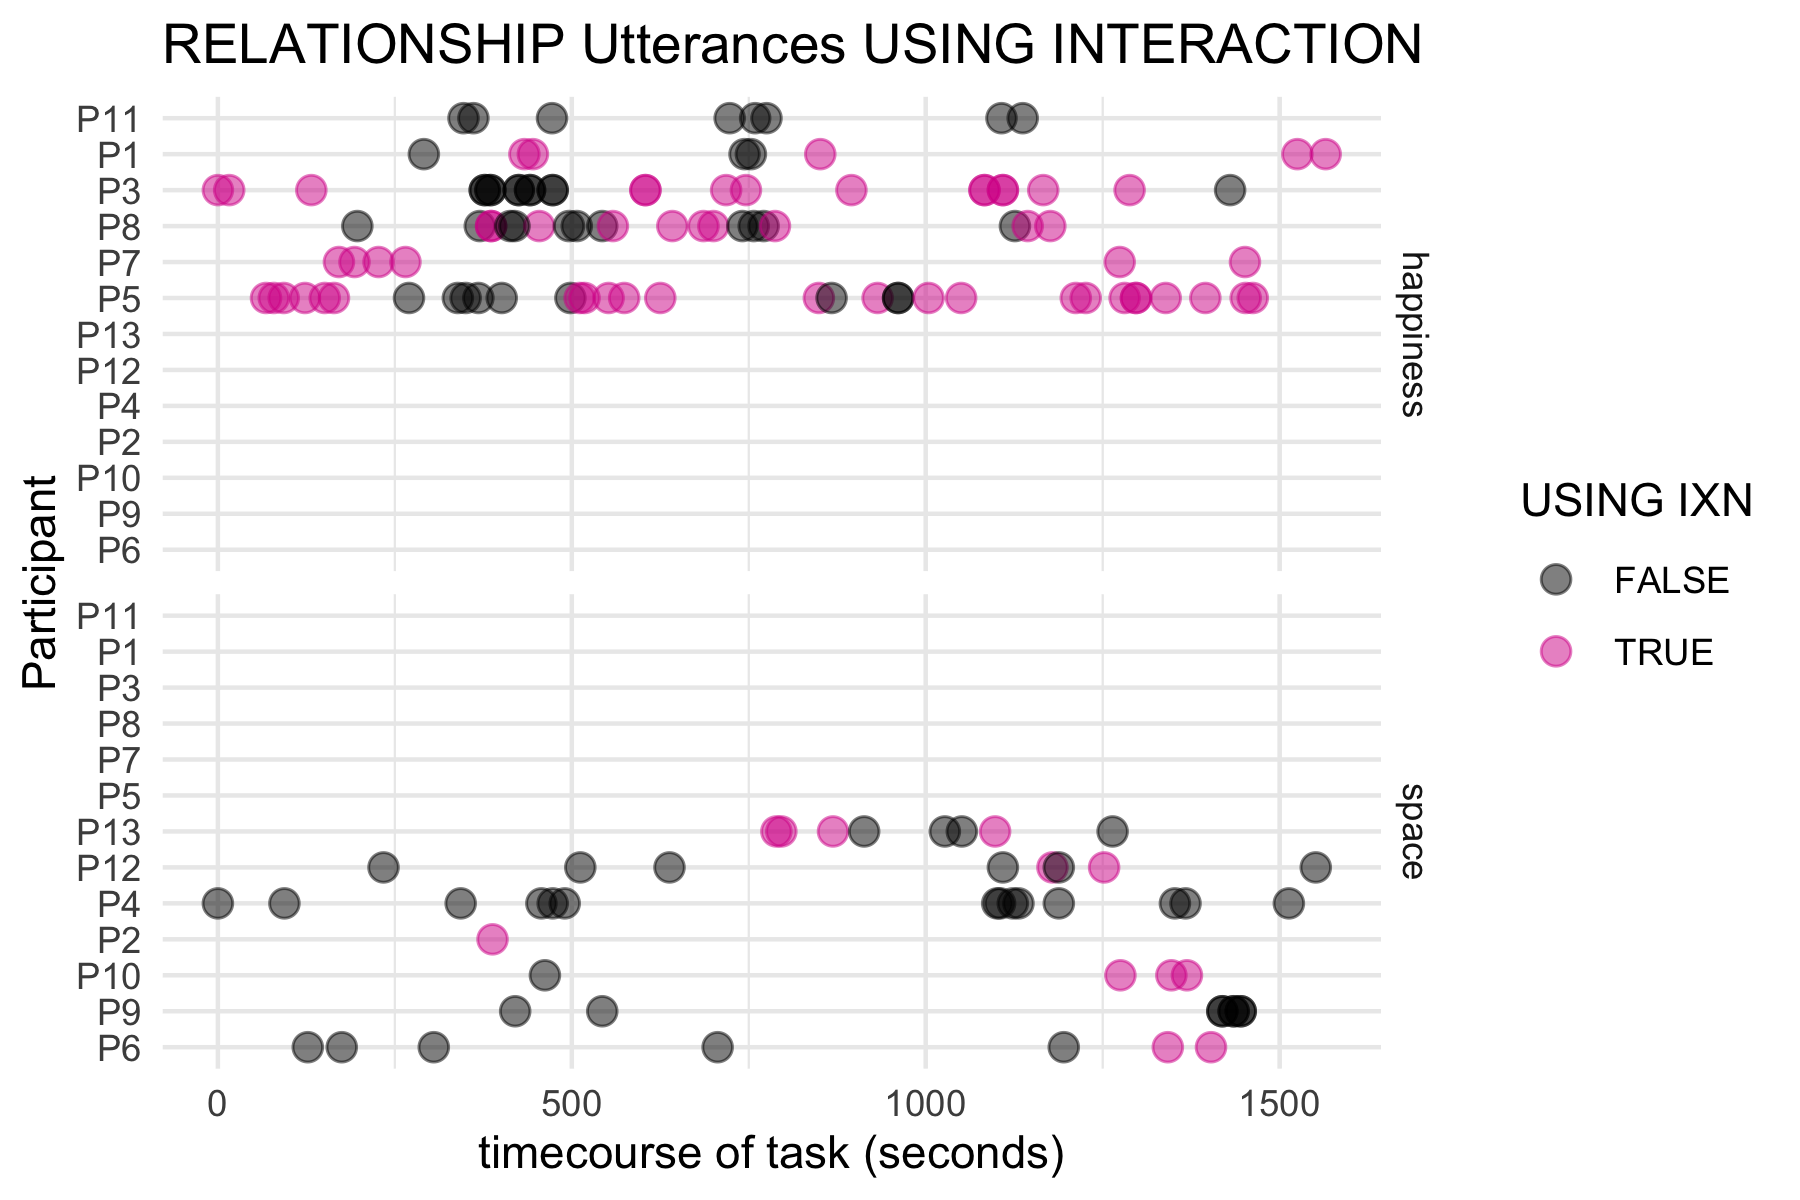 RELATIONSHIP Utterances USING INTERACTION
Participant
P11
P1
P3
P8
P7
P5
P13
P12
P4
P2
P10
P9
P6
happiness
P11
P1
P3
P8
P7
P5
P13
P12
P4
P2
P10
P9
P6
space
0 500 1000 1500
timecourse of task (seconds)
USING IXN
FALSE
TRUE